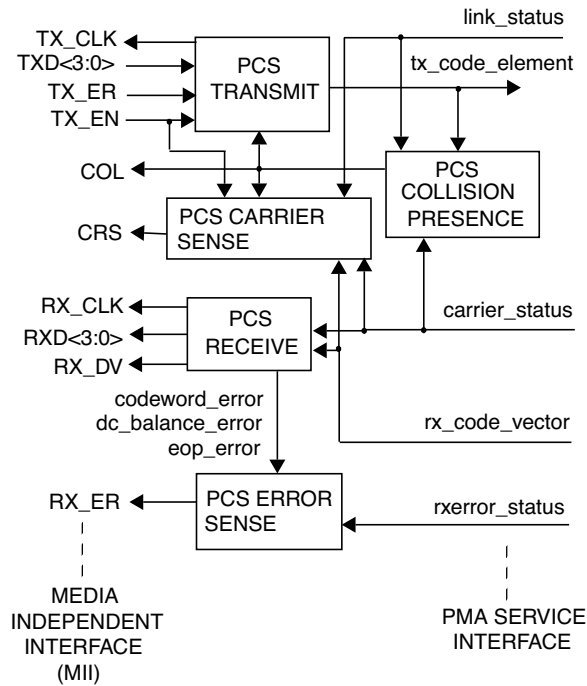 link_status
TX_CLK
TXD<3:0>
PCS
TRANSMIT
tx_code_element
TX_ER
TX_EN
COL
PCS
COLLISION
PRESENCE
PCS CARRIER
SENSE
CRS
RX_CLK
RXD<3:0>
RX_DV
PCS
RECEIVE
carrier_status
codeword_error
dc_balance_error
eop_error
rx_code_vector
RX_ER
PCS ERROR
SENSE
rxerror_status
MEDIA
INDEPENDENT
INTERFACE
(MII)
PMA SERVICE
INTERFACE